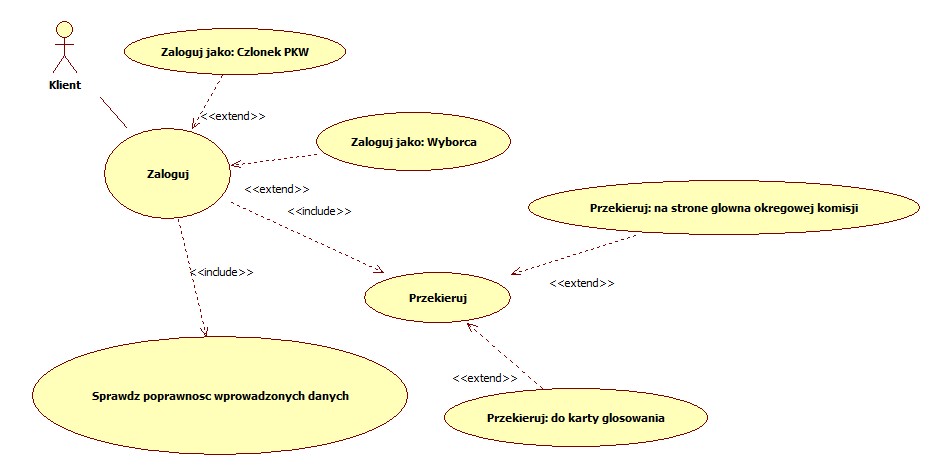 Zaloguj jako: Czlonek PKW
Klient
<<extend>>
Zaloguj jako: Wyborca
Zaloguj
<<extend>>
<<include>>
Przekieruj: na strone glowna okregowej komisji
<<include>>
<<extend>>
Przekieruj
<<extend>>
Sprawdz poprawnosc wprowadzonych danych
Przekieruj: do karty glosowania